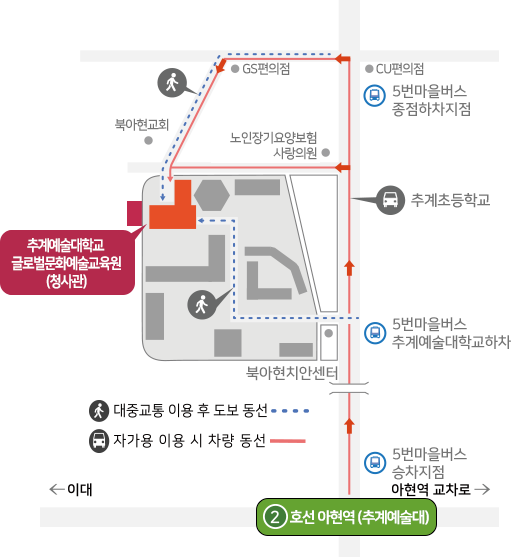 GS편의점
CU편의점
5번마을버스
종점하차지점
북아현교회
노인장기요양보험
사랑의원
추계초등학교
추계예술대학교
글로벌문화예술교육원
(청사관)
5번마을버스
추계예술대학교하차
북아현치안센터
대중교통 이용 후 도보 동선
자가용 이용 시 차량 동선
5번마을버스
승차지점
이대
아현역 교차로
2 호선 아현역 (추계예술대)